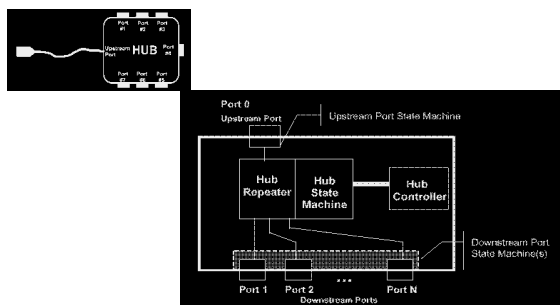 Port #1
Port #2
Port #3
Upstream Port
HUB
Port #4
Port #7
Port #6
Port #5
Port 0
Upstream Port
Upstream Port State Machine
Hub Repeater
Hub State Machine
Hub Controller
Downstream Port State Machine(s)
Port 1
Port 2
...
Port N
Downstream Ports